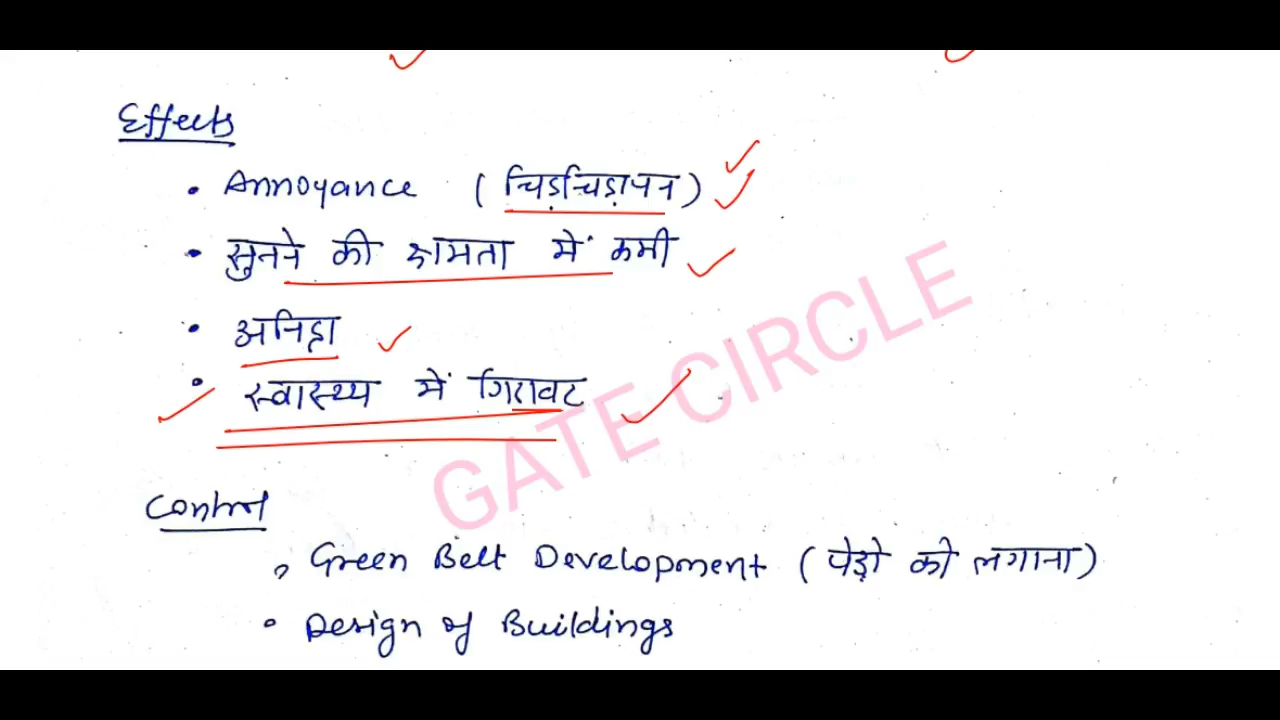 Effects
• Annoyance (चिड़चिड़ापन)
• सुनने की क्षमता में कमी
• अनिद्रा
• स्वास्थ्य में गिरावट
GATE CIRCLE
Control
• Green Belt Development (पेड़ो को लगाना)
• Design of Buildings